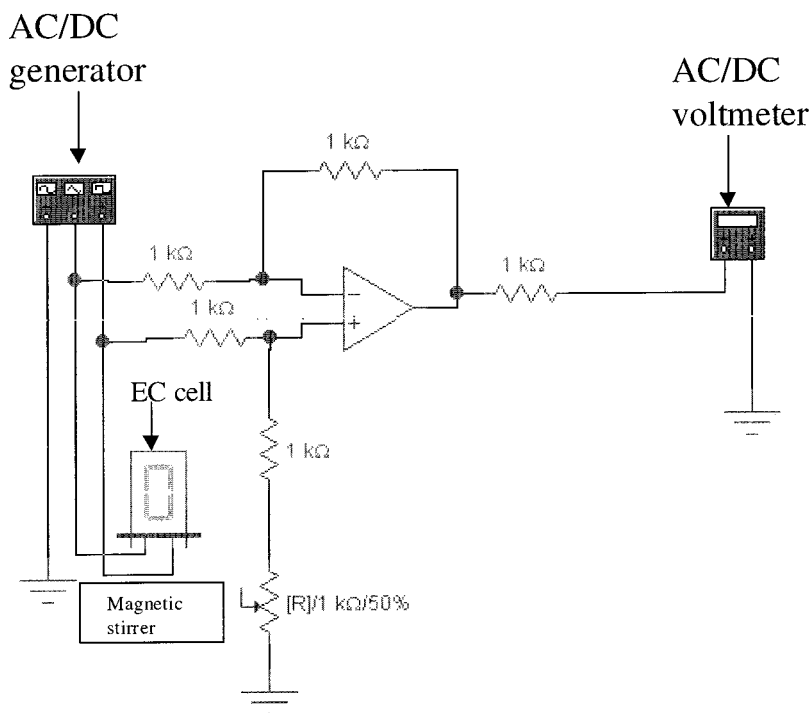 AC/DC
generator
AC/DC
voltmeter
1 kΩ
1 kΩ
1 kΩ
1 kΩ
−
+
EC cell
1 kΩ
[R]/1 kΩ/50%
Magnetic
stirrer